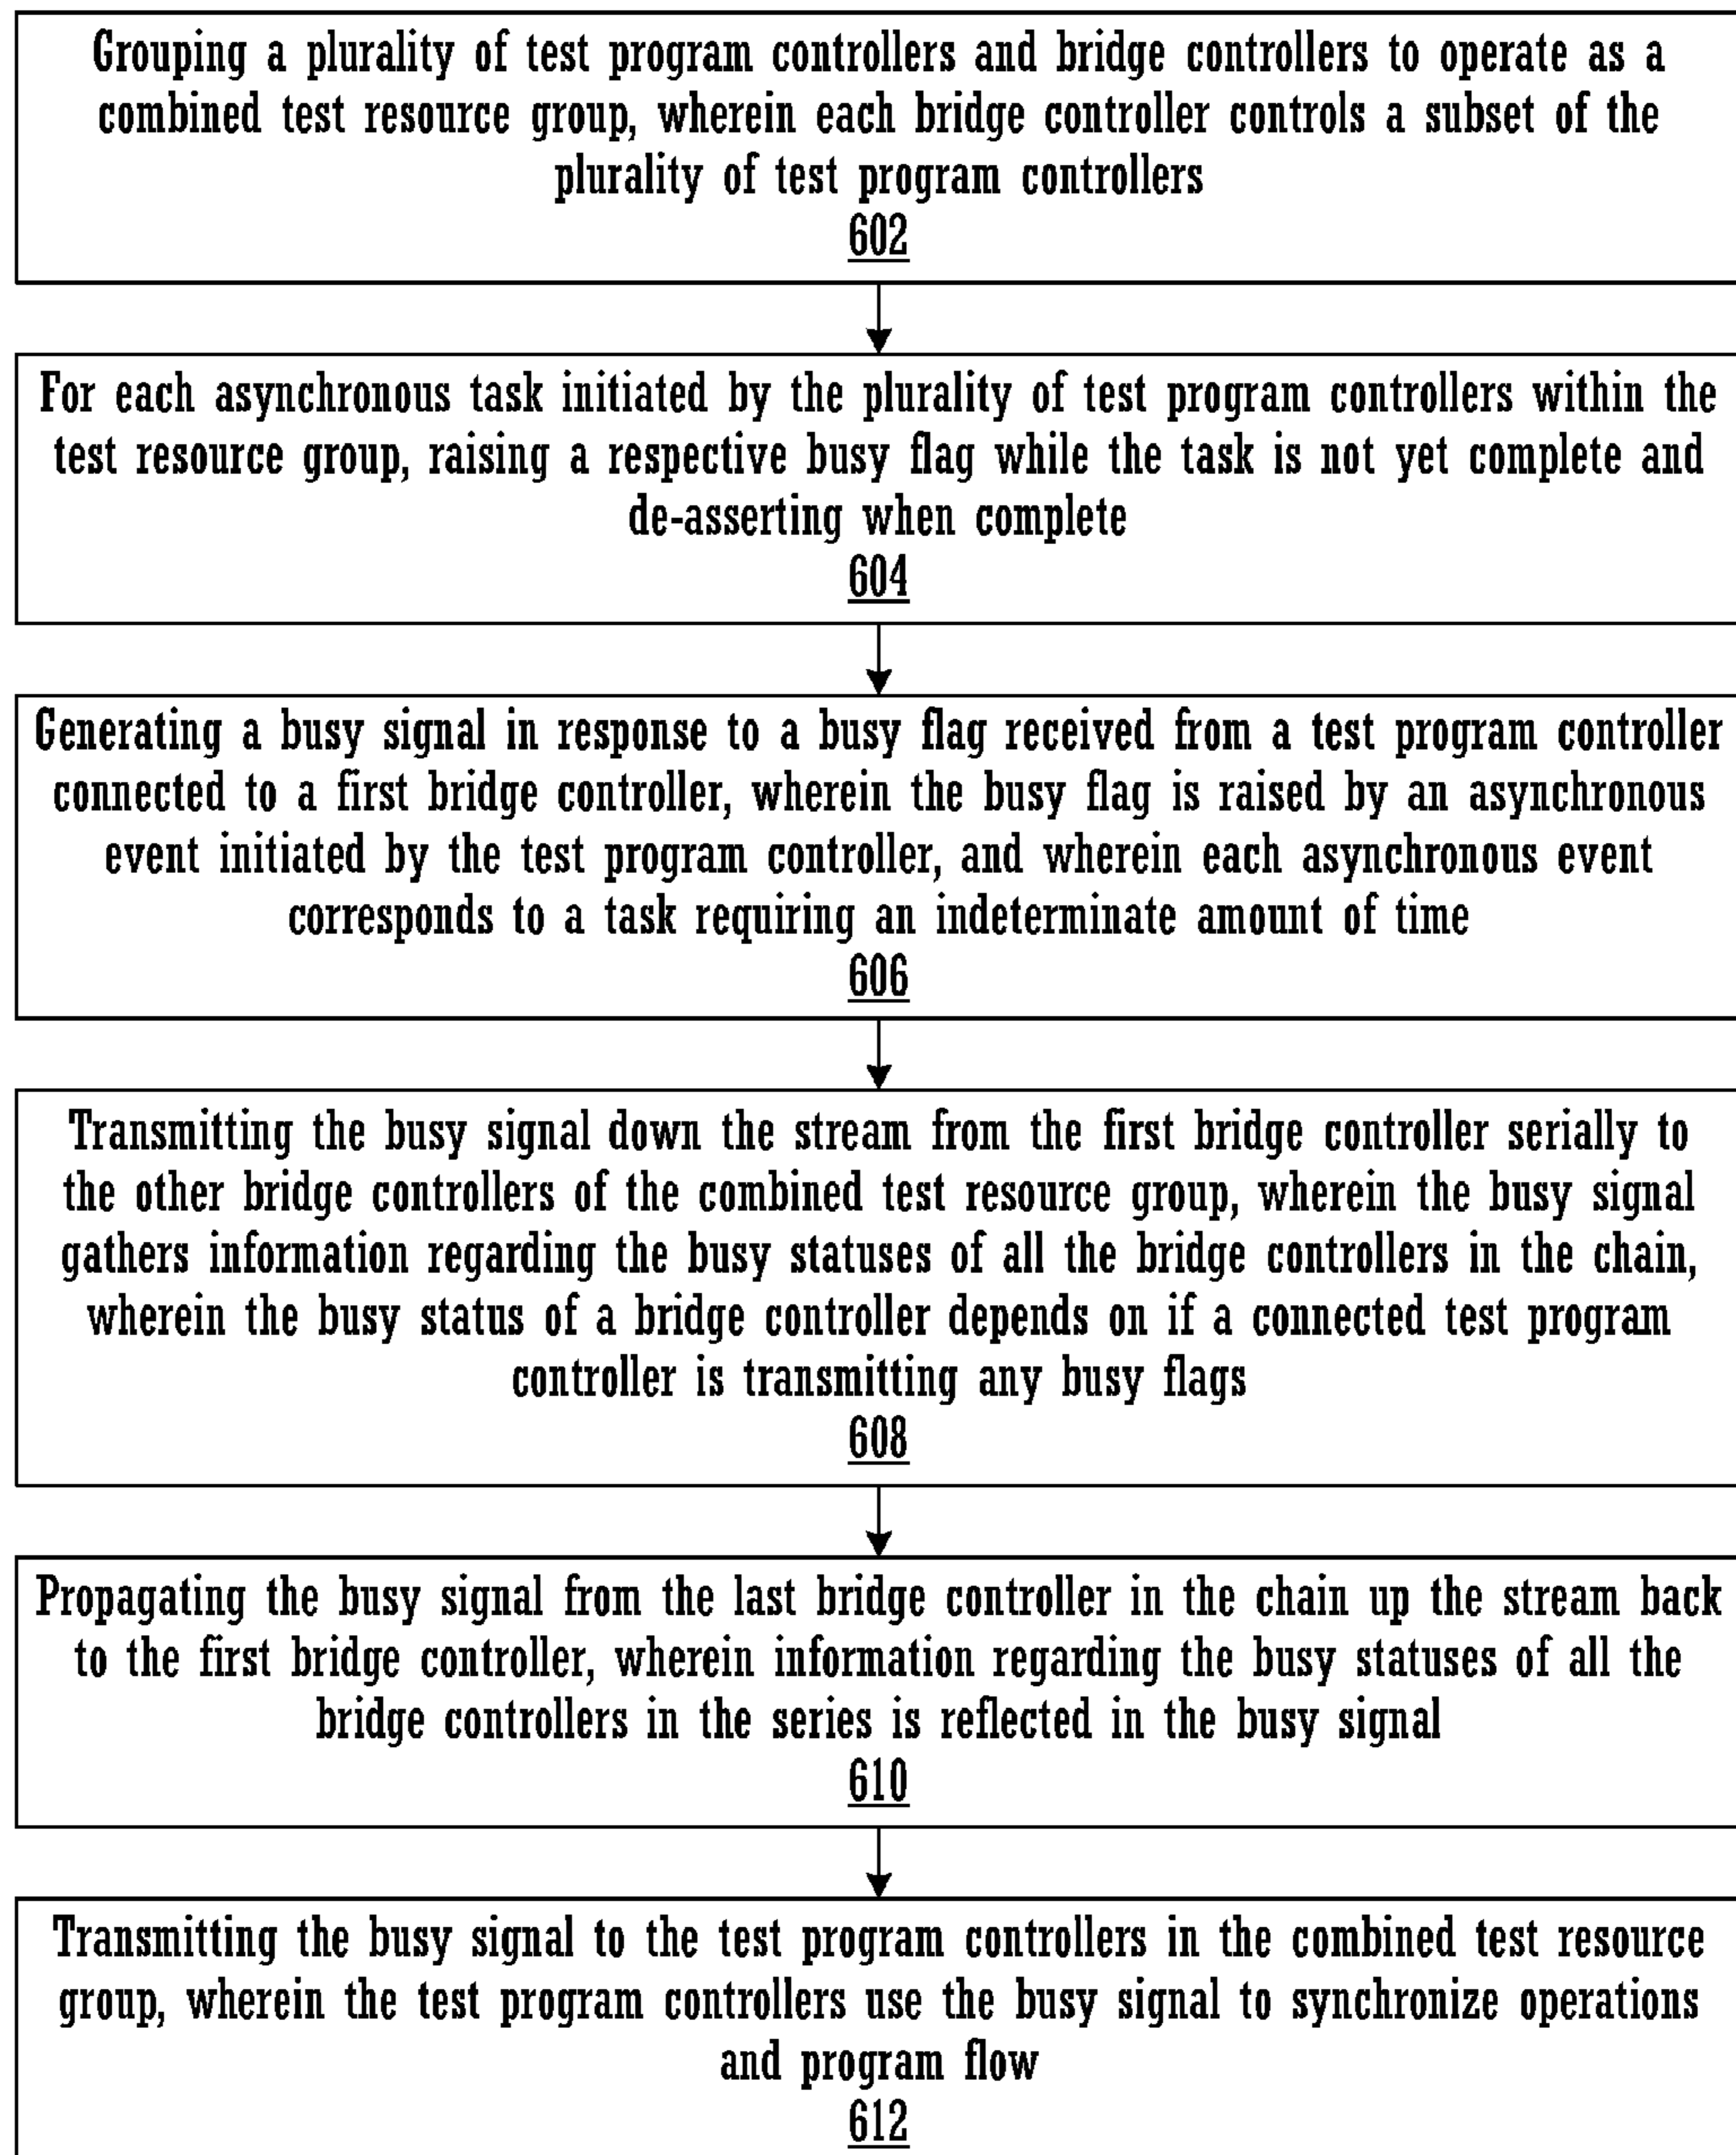 Grouping a plurality of test program controllers and bridge controllers to operate as a
combined test resource group, wherein each bridge controller controls a subset of the
plurality of test program controllers
602
For each asynchronous task initiated by the plurality of test program controllers within the
test resource group, raising a respective busy flag while the task is not yet complete and
de-asserting when complete
604
Generating a busy signal in response to a busy flag received from a test program controller
connected to a first bridge controller, wherein the busy flag is raised by an asynchronous
event initiated by the test program controller, and wherein each asynchronous event
corresponds to a task requiring an indeterminate amount of time
606
Transmitting the busy signal down the stream from the first bridge controller serially to
the other bridge controllers of the combined test resource group, wherein the busy signal
gathers information regarding the busy statuses of all the bridge controllers in the chain,
wherein the busy status of a bridge controller depends on if a connected test program
controller is transmitting any busy flags
608
Propagating the busy signal from the last bridge controller in the chain up the stream back
to the first bridge controller, wherein information regarding the busy statuses of all the
bridge controllers in the series is reflected in the busy signal
610
Transmitting the busy signal to the test program controllers in the combined test resource
group, wherein the test program controllers use the busy signal to synchronize operations
and program flow
612